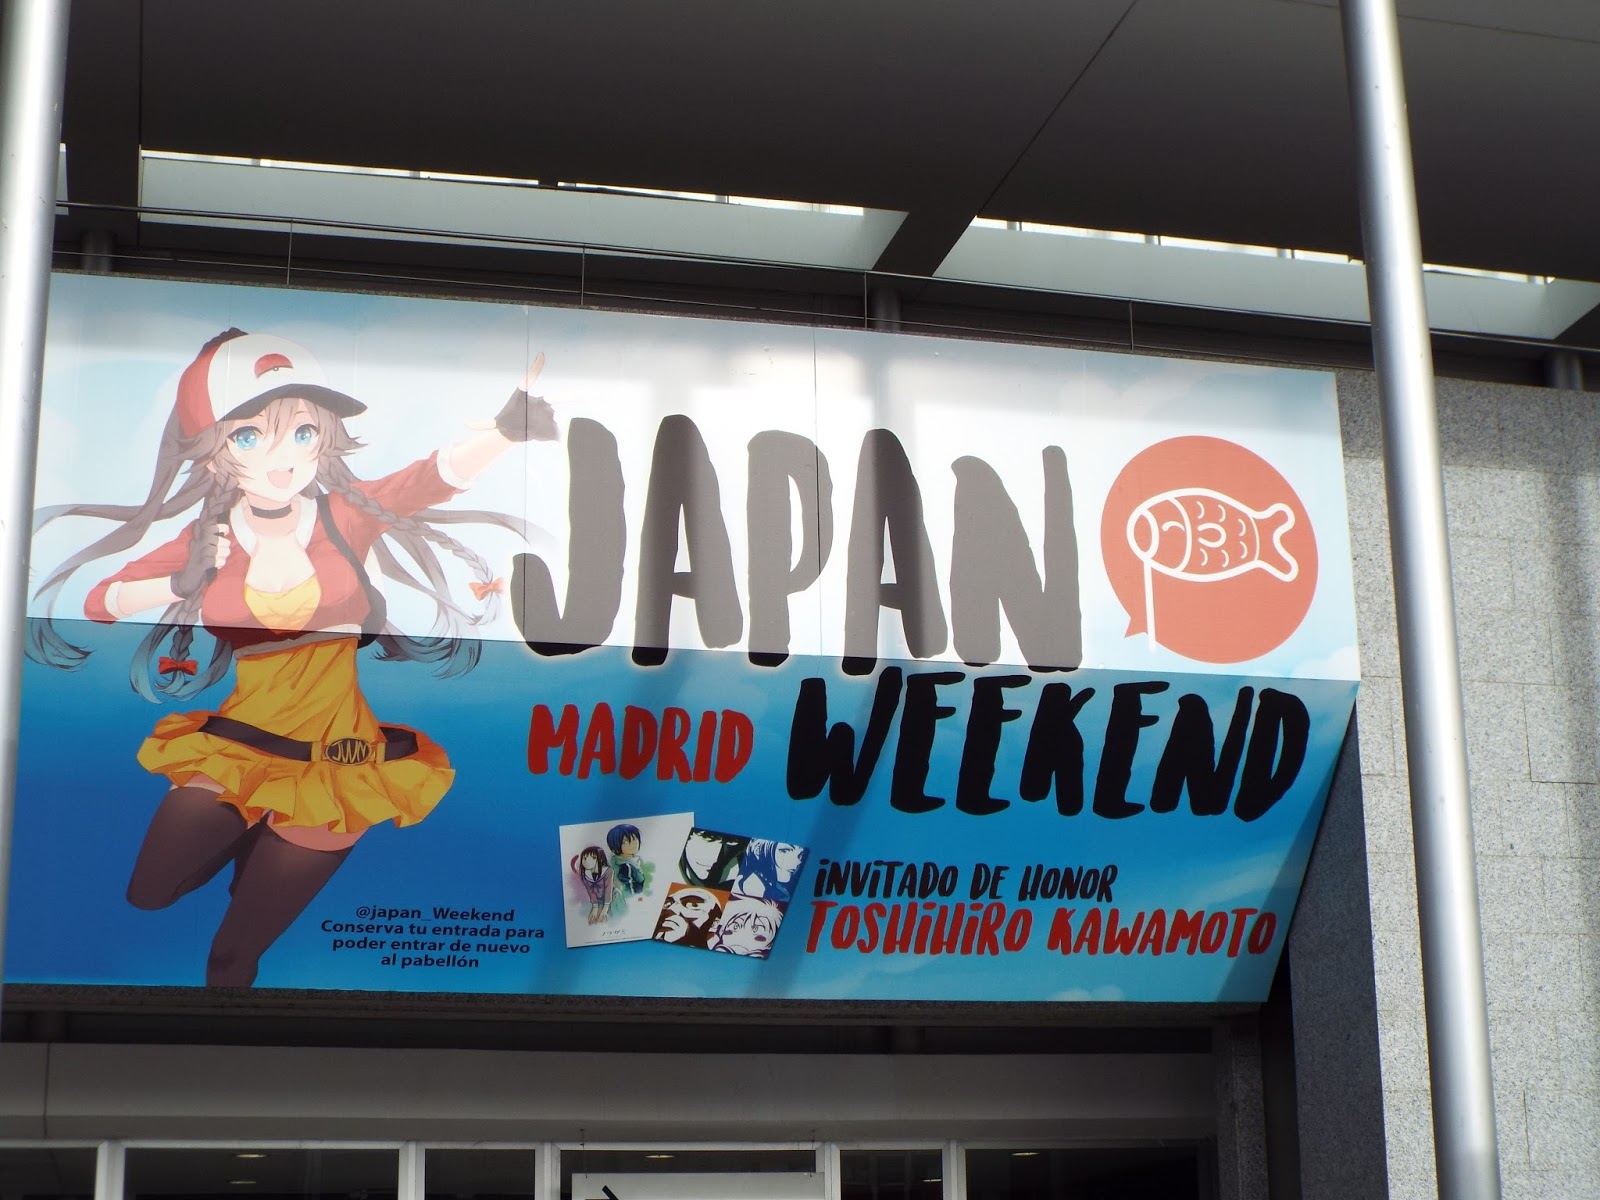 JAPAN
MADRID WEEKEND
iNViTADO DE HONOR
TOSHiHiRO KAWAMOTO
@japan_Weekend
Conserva tu entrada para
poder entrar de nuevo
al pabellón
JWM